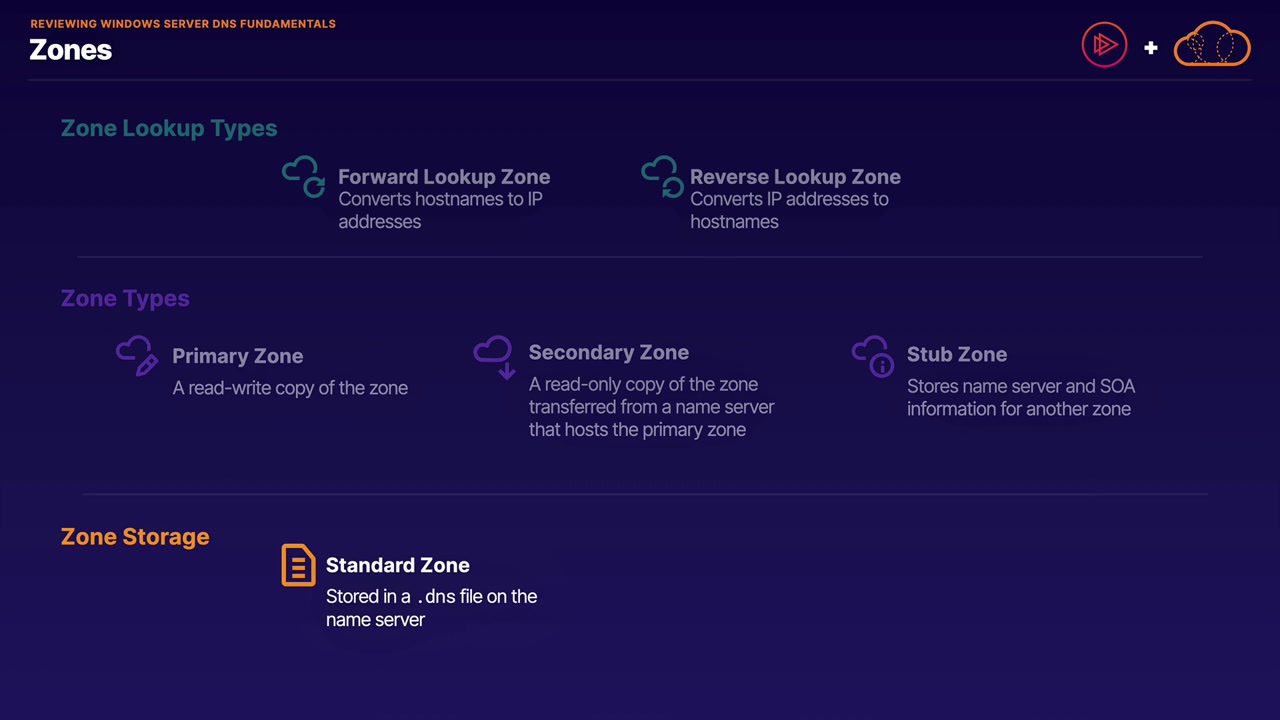 REVIEWING WINDOWS SERVER DNS FUNDAMENTALS
Zones
Zone Lookup Types
Forward Lookup Zone
Converts hostnames to IP
addresses
Reverse Lookup Zone
Converts IP addresses to
hostnames
Zone Types
Primary Zone
A read-write copy of the zone
Secondary Zone
A read-only copy of the zone
transferred from a name server
that hosts the primary zone
Stub Zone
Stores name server and SOA
information for another zone
Zone Storage
Standard Zone
Stored in a .dns file on the
name server